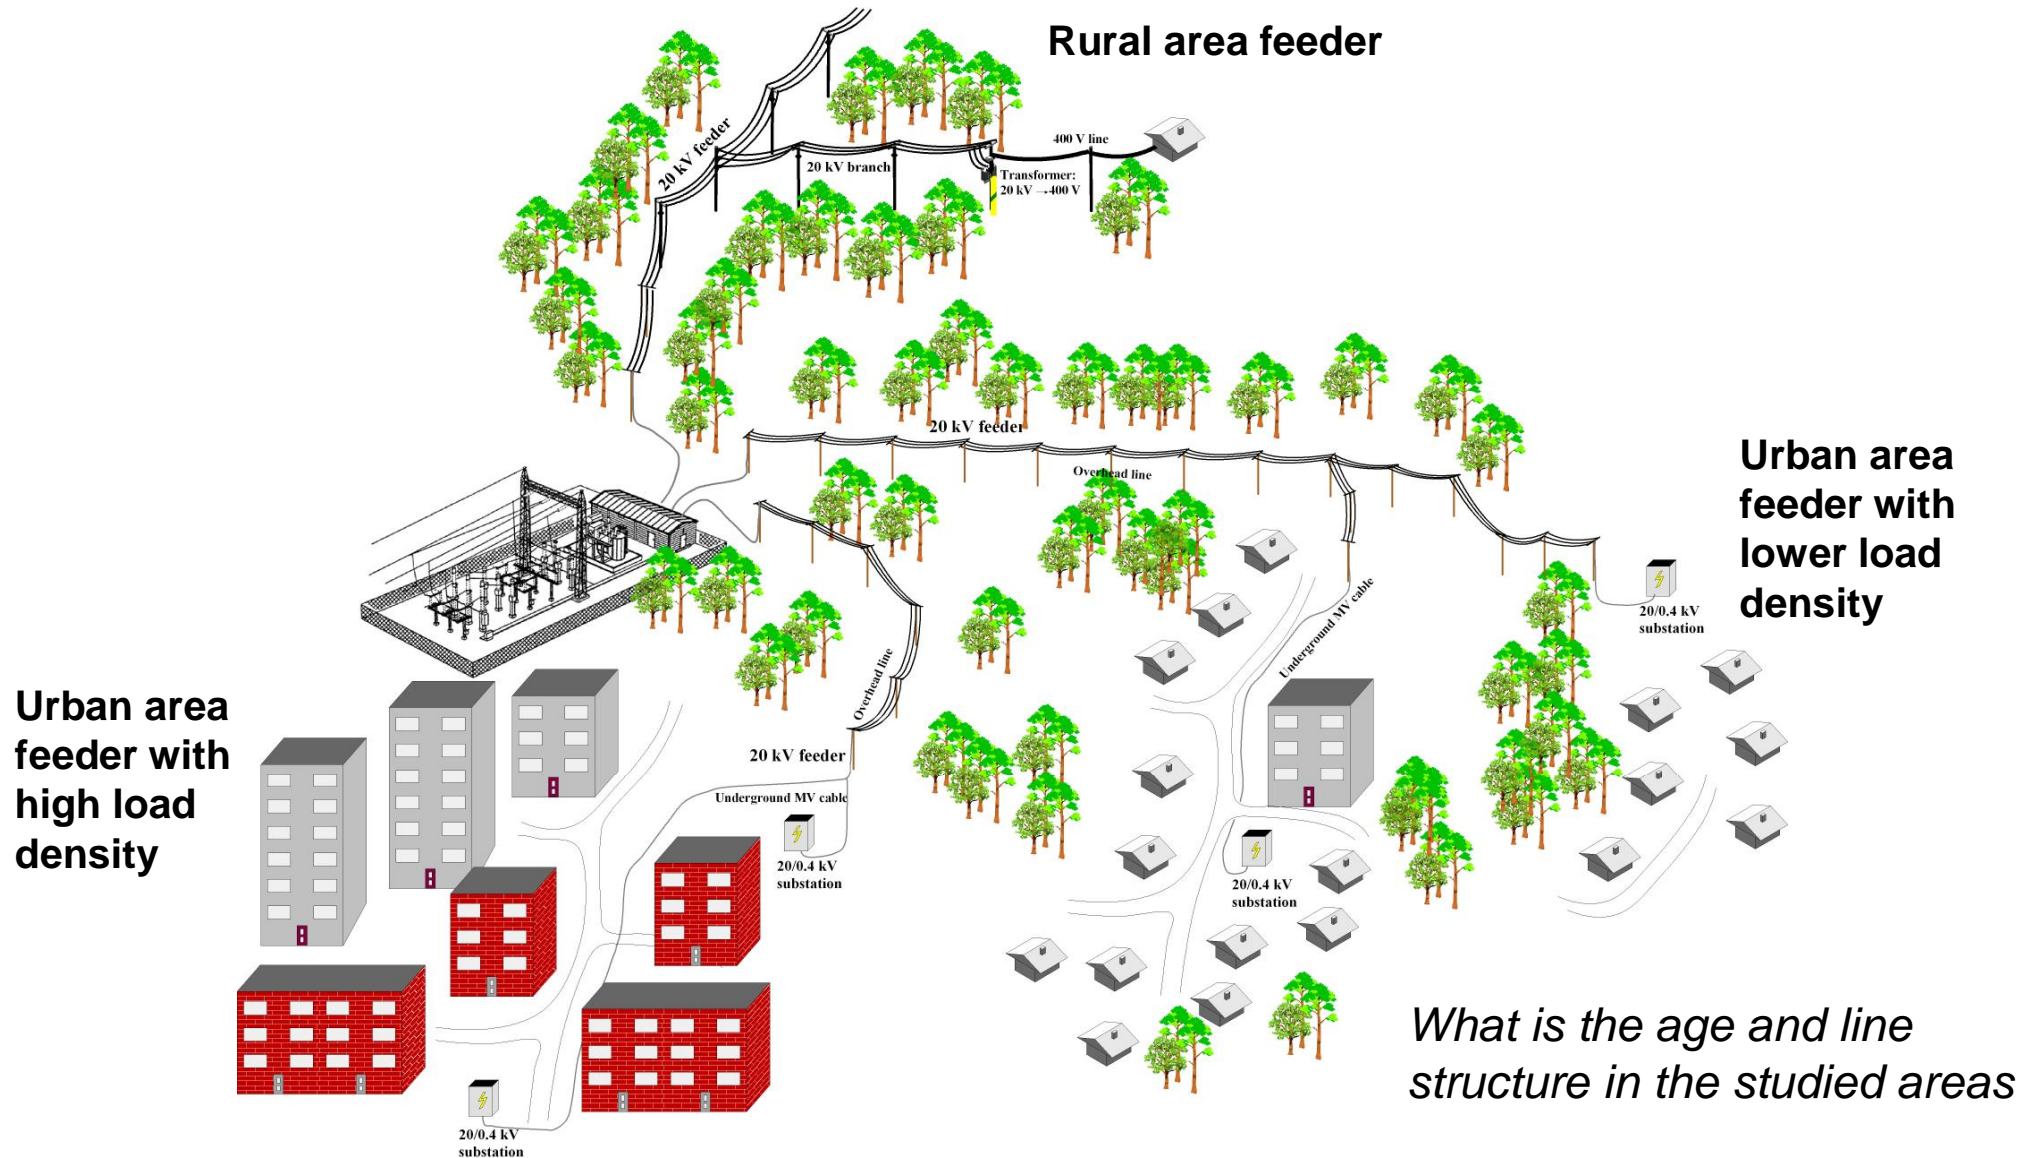 Rural area feeder
20 kV feeder
400 V line
20 kV branch
Transformer:
20 kV →400 V
20 kV feeder
Overhead line
Urban area
feeder with
lower load
density
20/0.4 kV
substation
Underground MV cable
Overhead line
Urban area
feeder with
high load
density
20 kV feeder
Underground MV cable
20/0.4 kV
substation
20/0.4 kV
substation
What is the age and line
structure in the studied areas
20/0.4 kV
substation